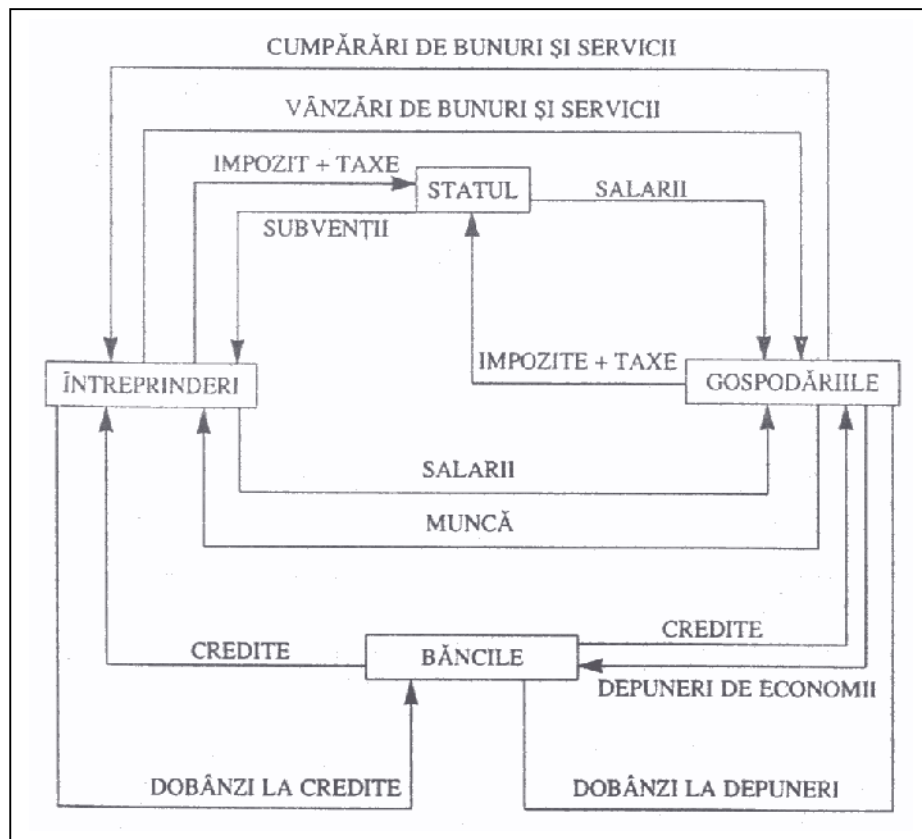 CUMPĂRĂRI DE BUNURI ȘI SERVICII
VÂNZĂRI DE BUNURI ȘI SERVICII
IMPOZIT + TAXE
STATUL
SALARII
SUBVENȚII
IMPOZITE + TAXE
ÎNTREPRINDERI
GOSPODĂRIILE
SALARII
MUNCĂ
CREDITE
BĂNCILE
CREDITE
DEPUNERI DE ECONOMII
DOBÂNZI LA CREDITE
DOBÂNZI LA DEPUNERI